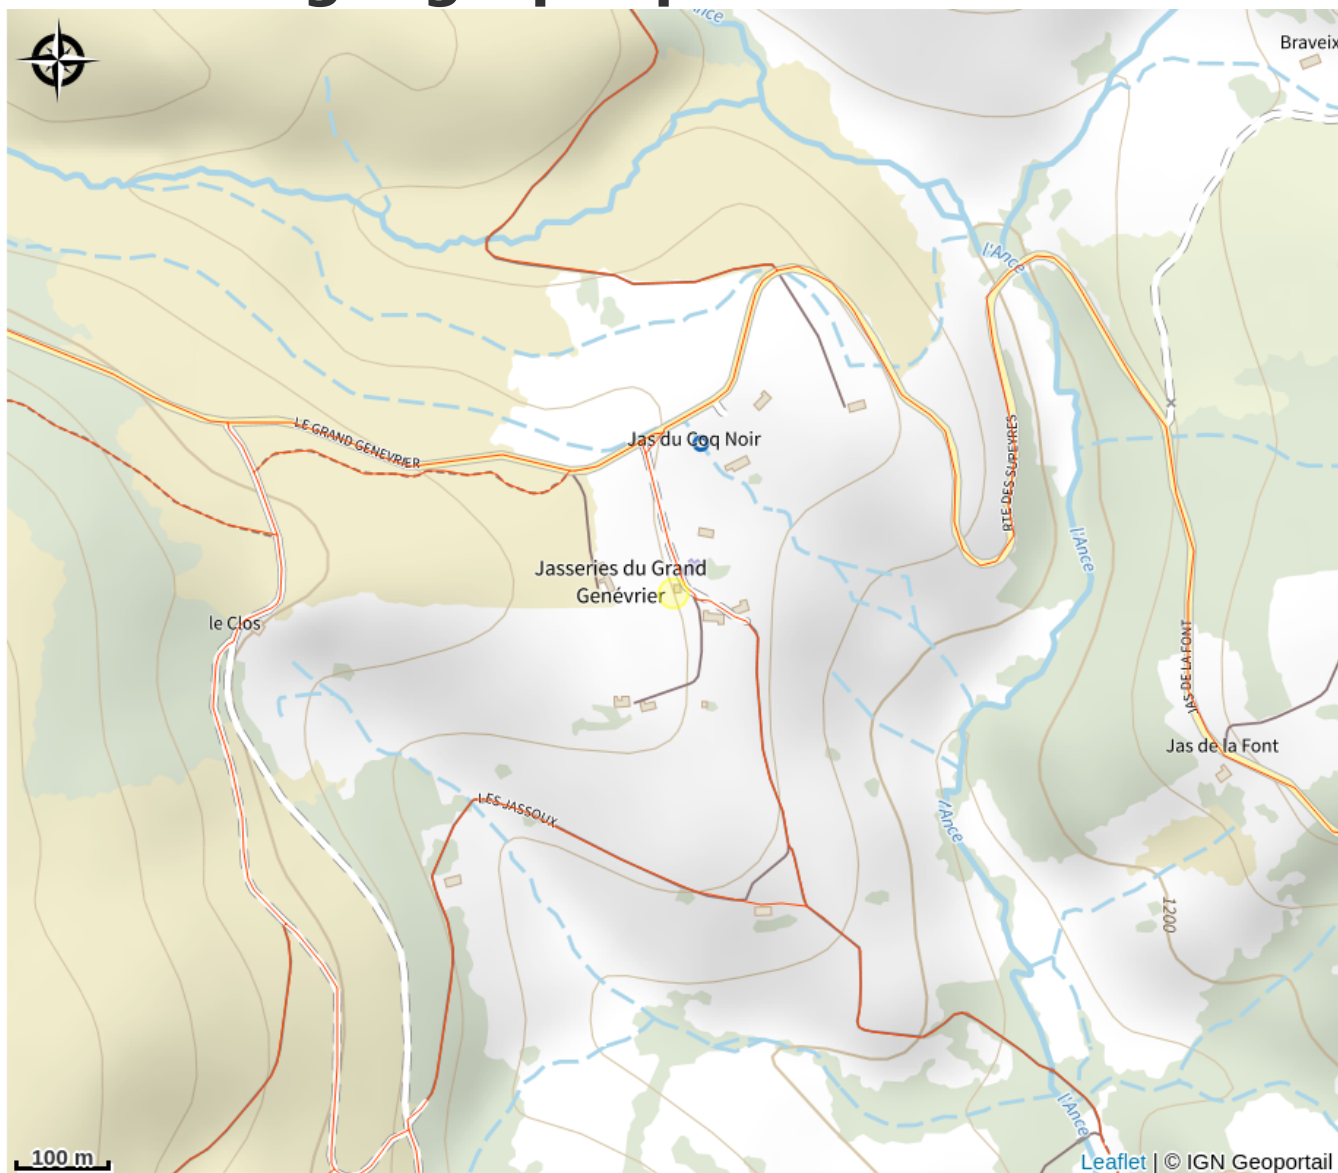 l'Ance
Braveix
l'Ance
LE GRAND GENEVRIER
Jas du Coq Noir
RTE DES SUPEYRES
l'Ance
Jasseries du Grand
Genévrier
le Clos
JAS DE LA FONT
Jas de la Font
LES JASSOUX
l'Ance
1200
l'Ance
100 m
Leaflet | © IGN Geoportail